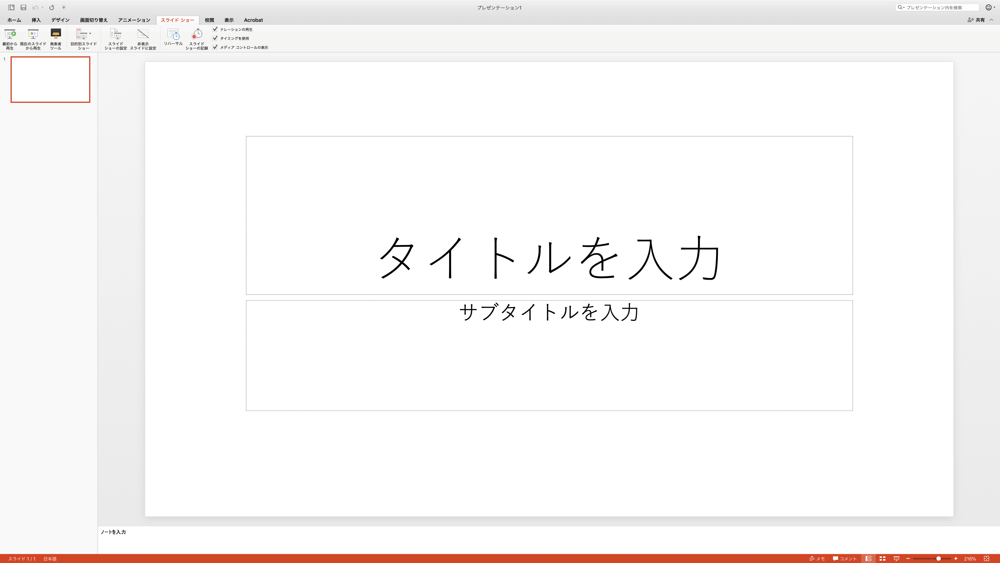 プレゼンテーション1
プレゼンテーション内を検索
ホーム 挿入 デザイン 画面切り替え アニメーション スライド ショー 校閲 表示 Acrobat
共有
最初から
再生
現在のスライド
から再生
発表者
ツール
目的別スライド
ショー
スライド
ショーの設定
非表示
スライドに設定
リハーサル
スライド
ショーの記録
ナレーションの再生
タイミングを使用
メディア コントロールの表示
1
タイトルを入力
サブタイトルを入力
ノートを入力
スライド 1 / 1 日本語 メモ コメント 216%